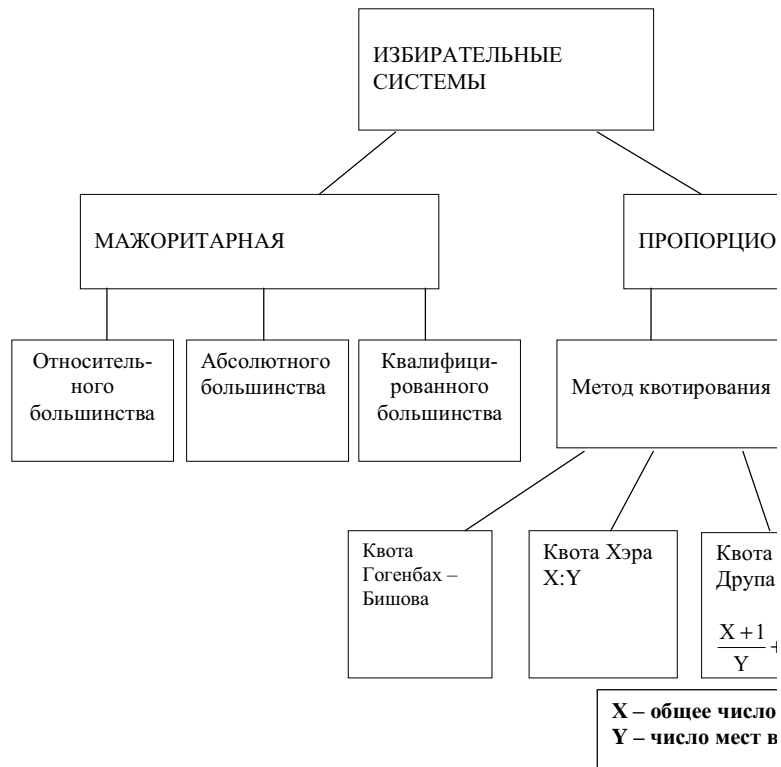 ИЗБИРАТЕЛЬНЫЕ
СИСТЕМЫ
МАЖОРИТАРНАЯ
ПРОПОРЦИО
Относитель-
ного
большинства
Абсолютного
большинства
Квалифици-
рованного
большинства
Метод квотирования
Квота
Гогенбах –
Бишова
Квота Хэра
X:Y
Квота
Друпа
X + 1
Y
+
X – общее число
Y – число мест в